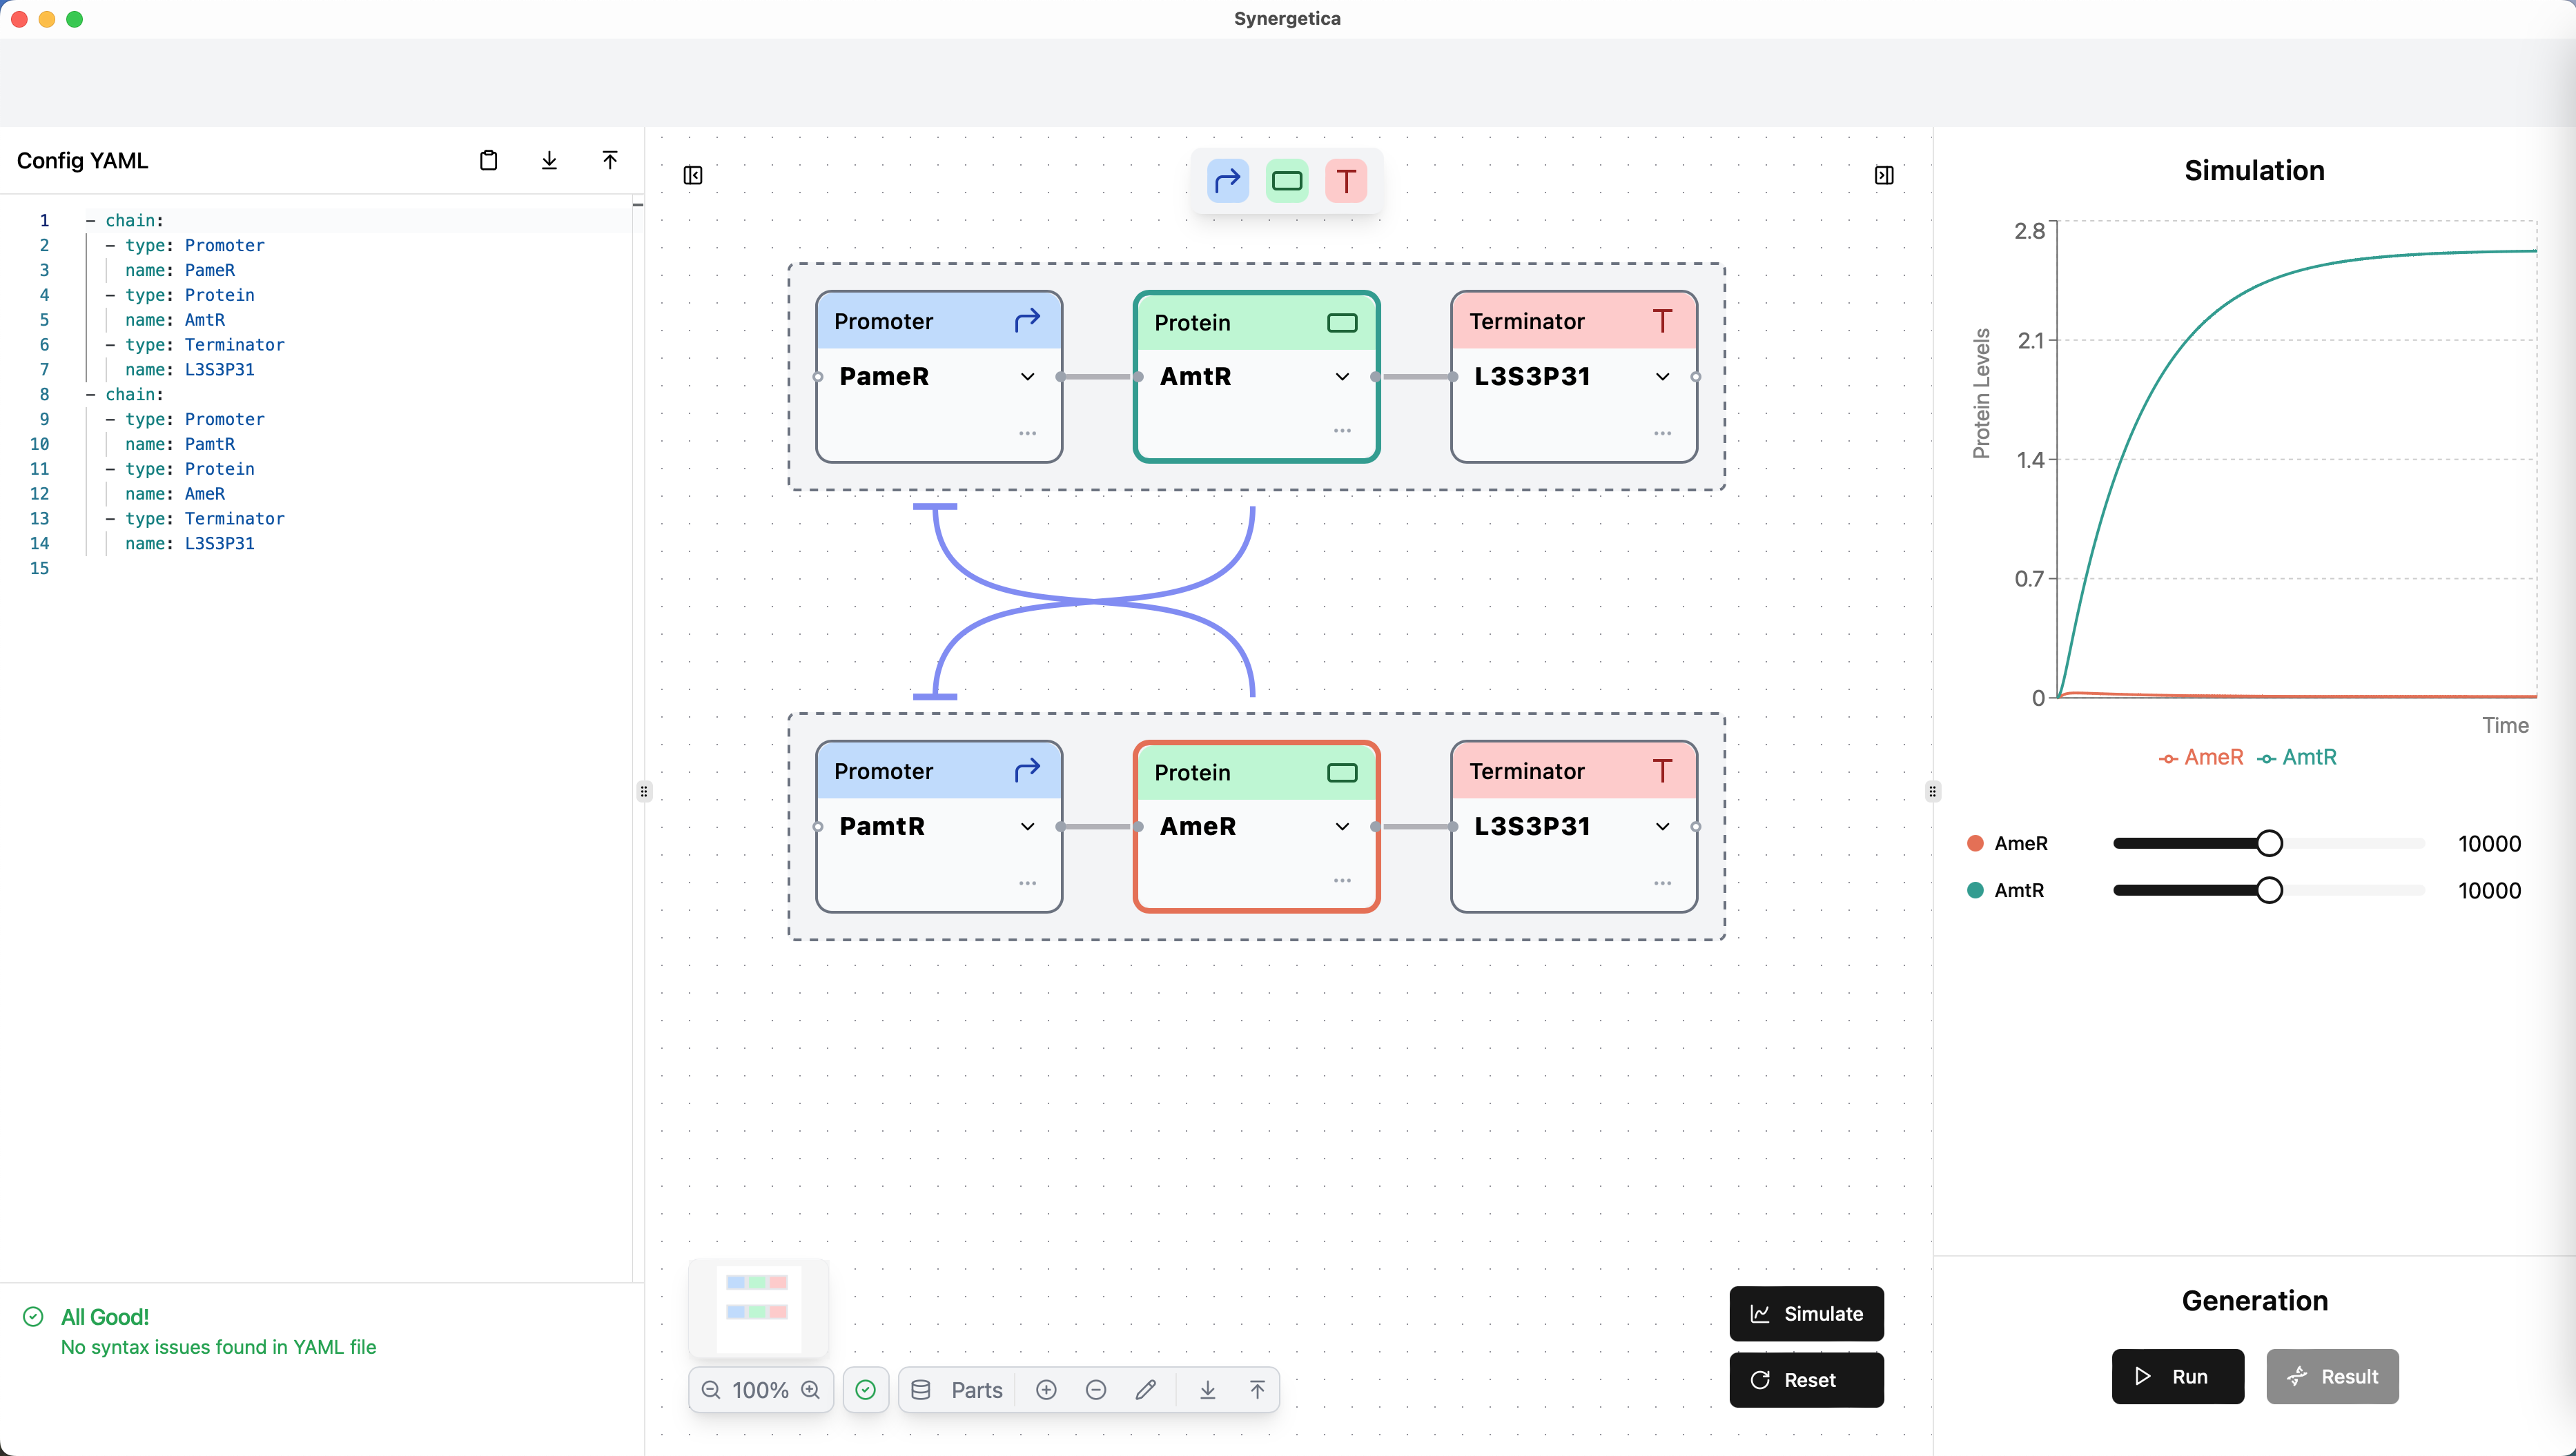 Synergetica
Config YAML
1 - chain:
2 - type: Promoter
3 name: PameR
4 - type: Protein
5 name: AmtR
6 - type: Terminator
7 name: L3S3P31
8 - chain:
9 - type: Promoter
10 name: PamtR
11 - type: Protein
12 name: AmeR
13 - type: Terminator
14 name: L3S3P31
15
All Good!
No syntax issues found in YAML file
Promoter
PameR
...
Protein
AmtR
...
Terminator
L3S3P31
...
Promoter
PamtR
...
Protein
AmeR
...
Terminator
L3S3P31
...
100%
Parts
Simulate
Reset
Simulation
Protein Levels
2.8
2.1
1.4
0.7
0
Time
AmeR AmtR
AmeR 10000
AmtR 10000
Generation
Run
Result